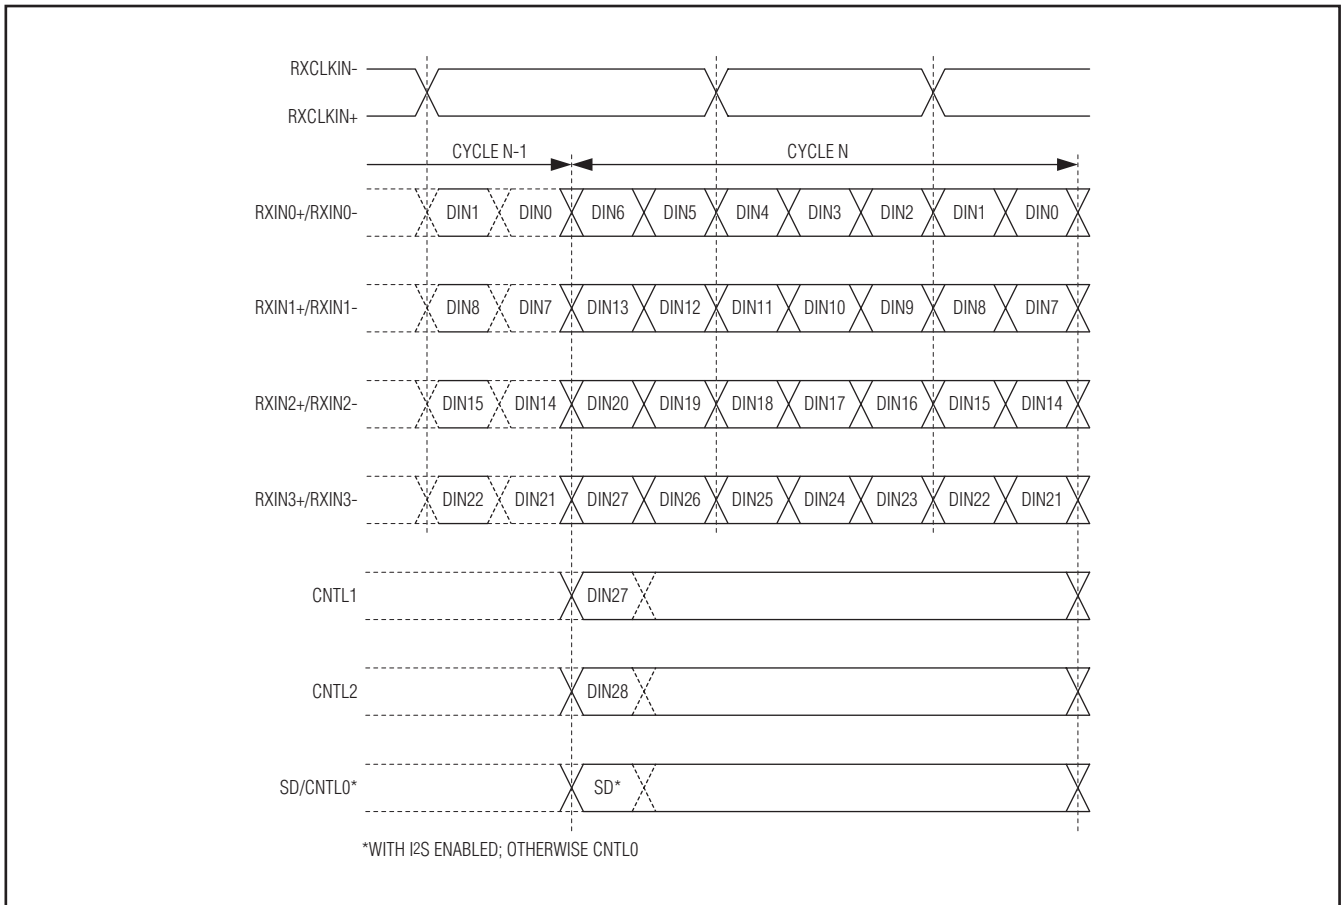 RXCLKIN-
RXCLKIN+
CYCLE N-1 CYCLE N
RXIN0+/RXIN0- DIN1 DIN0 DIN6 DIN5 DIN4 DIN3 DIN2 DIN1 DIN0
RXIN1+/RXIN1- DIN8 DIN7 DIN13 DIN12 DIN11 DIN10 DIN9 DIN8 DIN7
RXIN2+/RXIN2- DIN15 DIN14 DIN20 DIN19 DIN18 DIN17 DIN16 DIN15 DIN14
RXIN3+/RXIN3- DIN22 DIN21 DIN27 DIN26 DIN25 DIN24 DIN23 DIN22 DIN21
CNTL1 DIN27
CNTL2 DIN28
SD/CNTL0* SD*
*WITH I²S ENABLED; OTHERWISE CNTL0